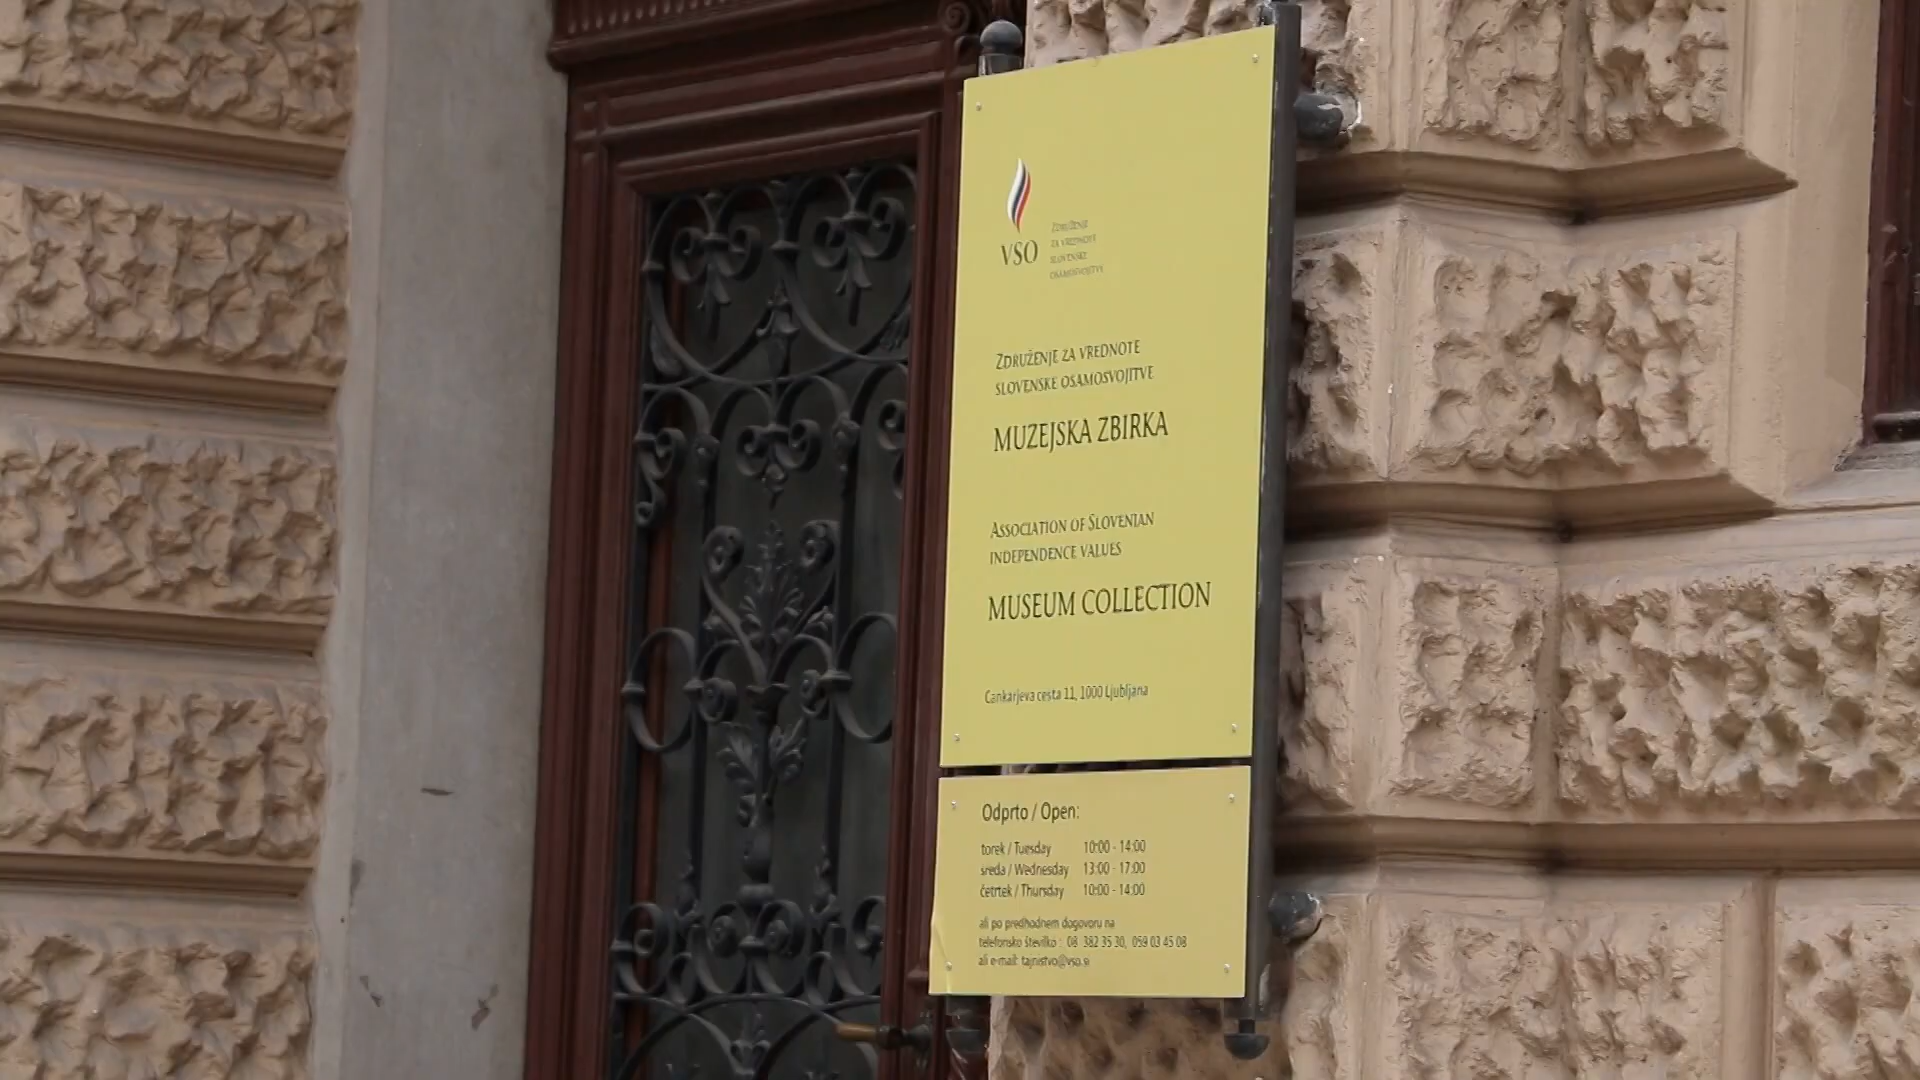 VSO
ZDRUŽENJE
ZA VREDNOTE
SLOVENSKE
OSAMOSVOJITVE
ZDRUŽENJE ZA VREDNOTE
SLOVENSKE OSAMOSVOJITVE
MUZEJSKA ZBIRKA
ASSOCIATION OF SLOVENIAN
INDEPENDENCE VALUES
MUSEUM COLLECTION
Cankarjeva cesta 11, 1000 Ljubljana
Odprto / Open:
torek / Tuesday 10:00 - 14:00
sreda / Wednesday 13:00 - 17:00
četrtek / Thursday 10:00 - 14:00
ali po predhodnem dogovoru na
telefonsko številko : 08 382 35 30, 059 03 45 08
ali e-mail: tajnistvo@vso.si